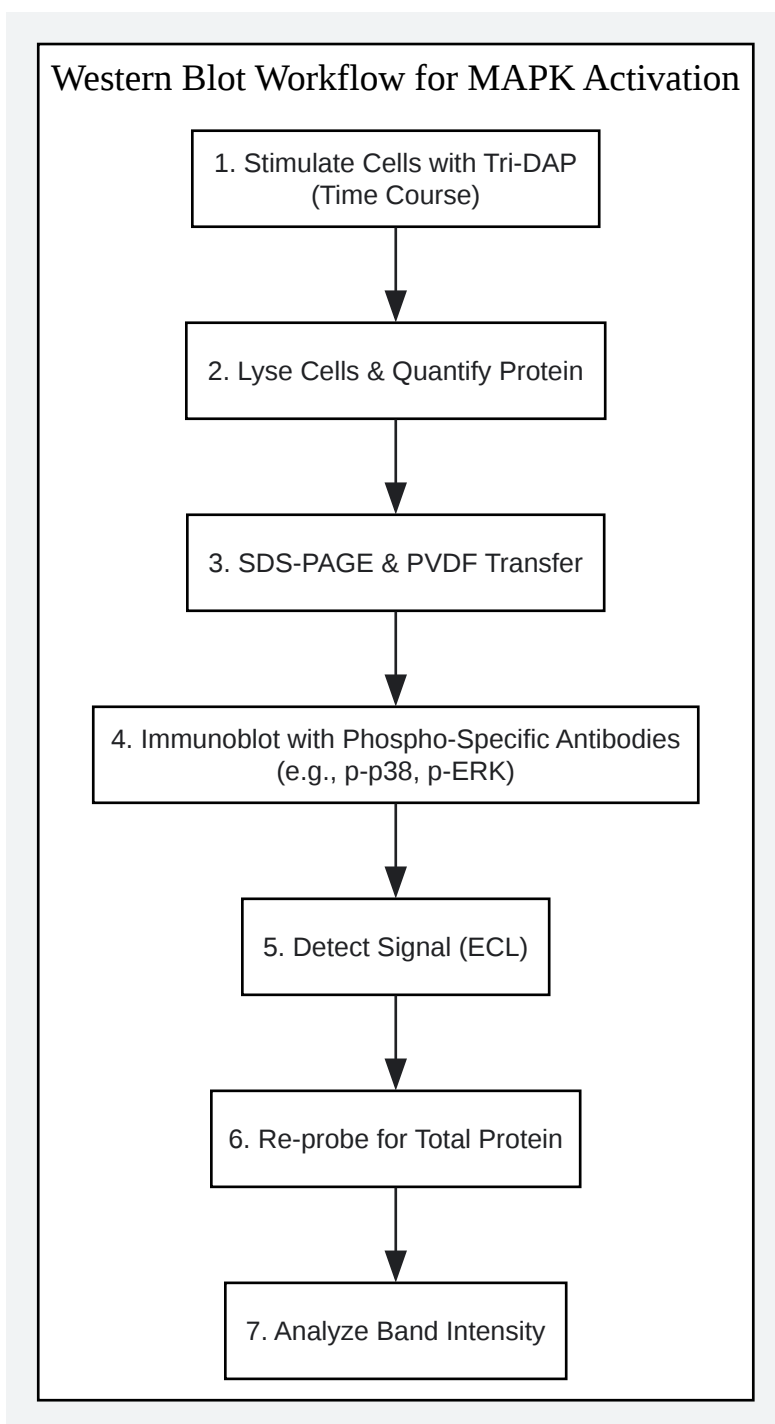 Western Blot Workflow for MAPK Activation
1. Stimulate Cells with Tri-DAP
(Time Course)
2. Lyse Cells & Quantify Protein
3. SDS-PAGE & PVDF Transfer
4. Immunoblot with Phospho-Specific Antibodies
(e.g., p-p38, p-ERK)
5. Detect Signal (ECL)
6. Re-probe for Total Protein
7. Analyze Band Intensity